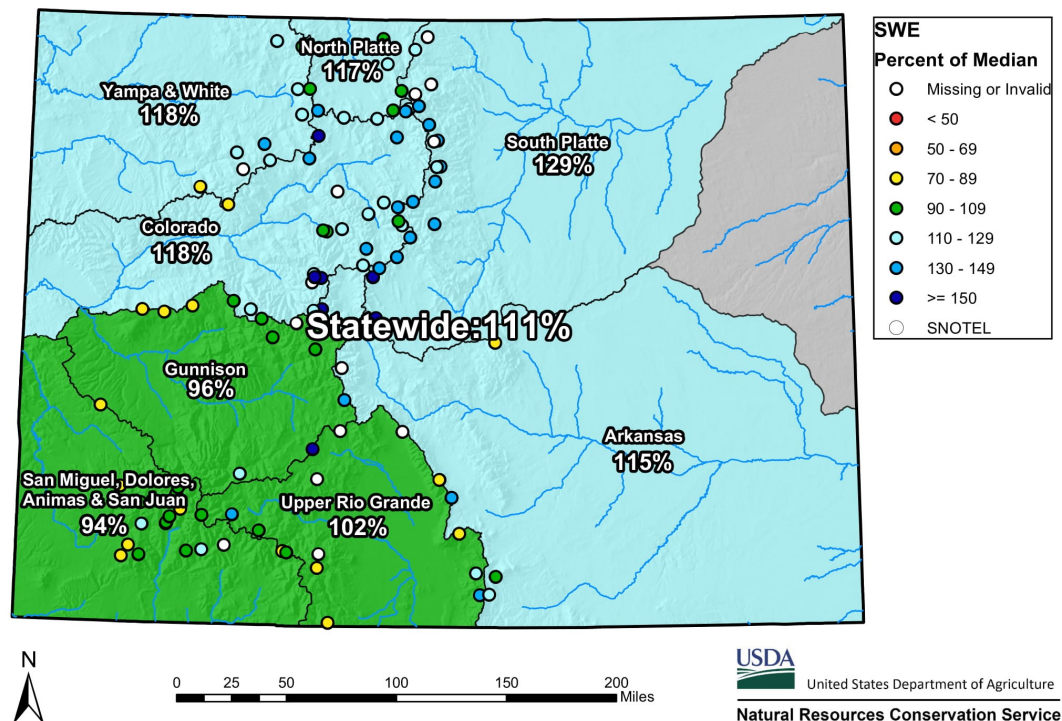 SWE
Percent of Median
Missing or Invalid
< 50
50 - 69
70 - 89
90 - 109
110 - 129
130 - 149
>= 150
SNOTEL
North Platte
117%
Yampa & White
118%
South Platte
129%
Colorado
118%
Statewide:111%
Gunnison
96%
Arkansas
115%
San Miguel, Dolores,
Animas & San Juan
94%
Upper Rio Grande
102%
N
0 25 50 100 150 200
Miles
USDA
United States Department of Agriculture
Natural Resources Conservation Service